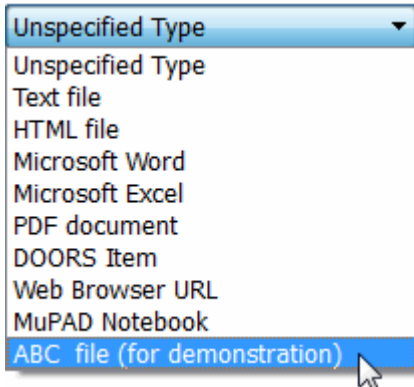 Unspecified Type
Unspecified Type
Text file
HTML file
Microsoft Word
Microsoft Excel
PDF document
DOORS Item
Web Browser URL
MuPAD Notebook
ABC  file (for demonstration)